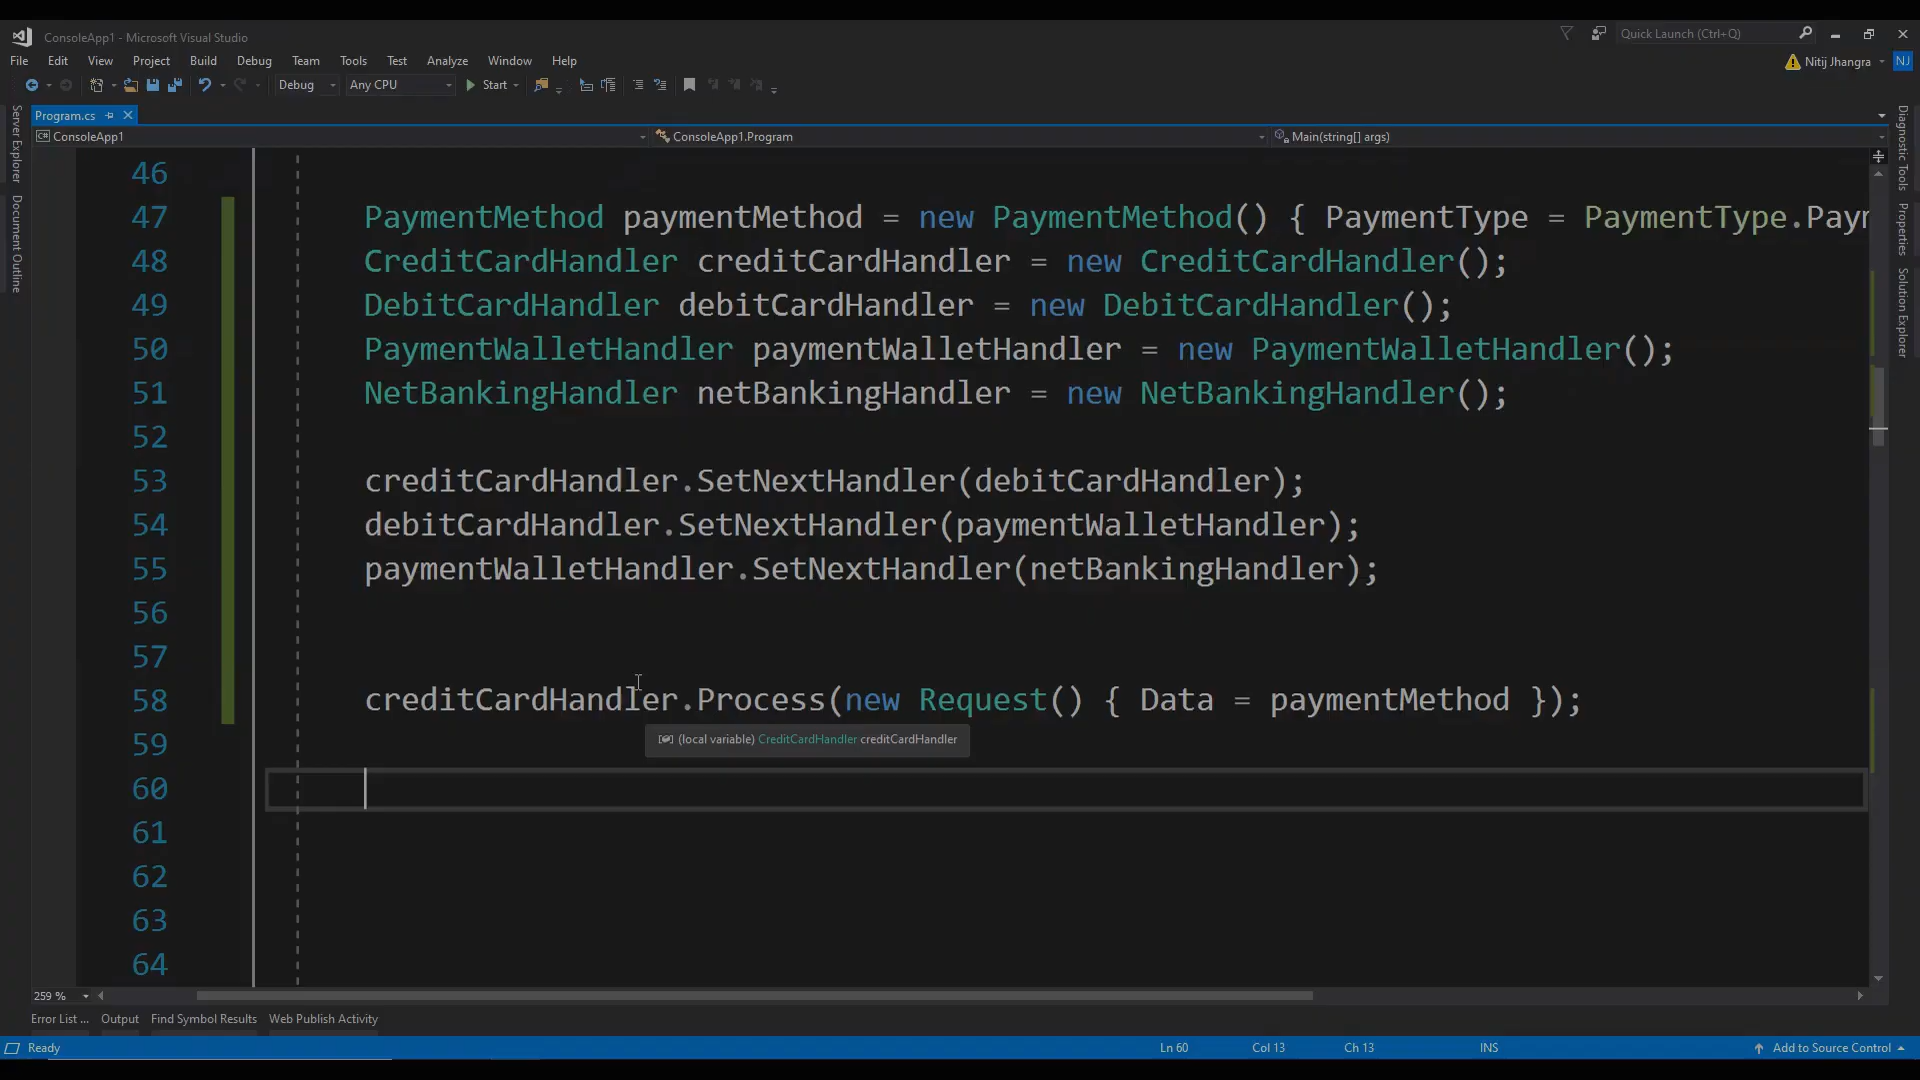 ConsoleApp1 - Microsoft Visual Studio
Quick Launch (Ctrl+Q)
File Edit View Project Build Debug Team Tools Test Analyze Window Help
Nitij Jhangra NJ
Debug Any CPU Start
Program.cs
ConsoleApp1 ConsoleApp1.Program Main(string[] args)
Server Explorer
Document Outline
Diagnostic Tools
Properties
Solution Explorer
46
47 PaymentMethod paymentMethod = new PaymentMethod() { PaymentType = PaymentType.Paym
48 CreditCardHandler creditCardHandler = new CreditCardHandler();
49 DebitCardHandler debitCardHandler = new DebitCardHandler();
50 PaymentWalletHandler paymentWalletHandler = new PaymentWalletHandler();
51 NetBankingHandler netBankingHandler = new NetBankingHandler();
52
53 creditCardHandler.SetNextHandler(debitCardHandler);
54 debitCardHandler.SetNextHandler(paymentWalletHandler);
55 paymentWalletHandler.SetNextHandler(netBankingHandler);
56
57
58 creditCardHandler.Process(new Request() { Data = paymentMethod });
(local variable) CreditCardHandler creditCardHandler
59
60
61
62
63
64
259 %
Error List ... Output Find Symbol Results Web Publish Activity
Ready Ln 60 Col 13 Ch 13 INS Add to Source Control